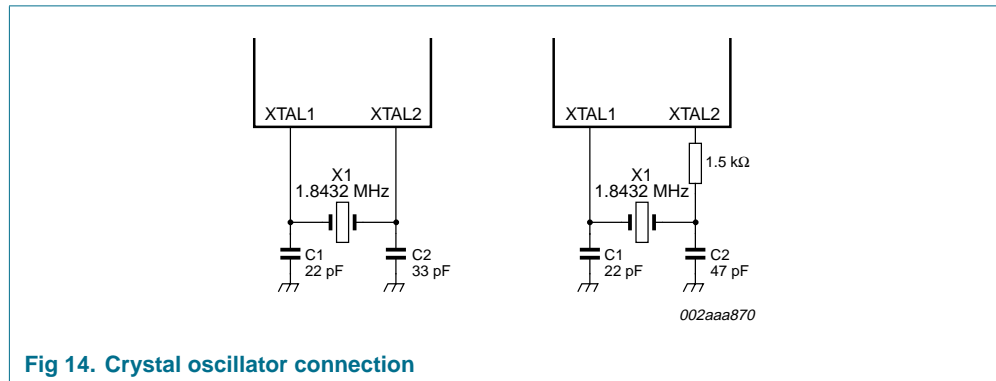 XTAL1 XTAL2
X1
1.8432 MHz
C1
22 pF
C2
33 pF
XTAL1 XTAL2
1.5 kΩ
X1
1.8432 MHz
C1
22 pF
C2
47 pF
002aaa870
Fig 14. Crystal oscillator connection